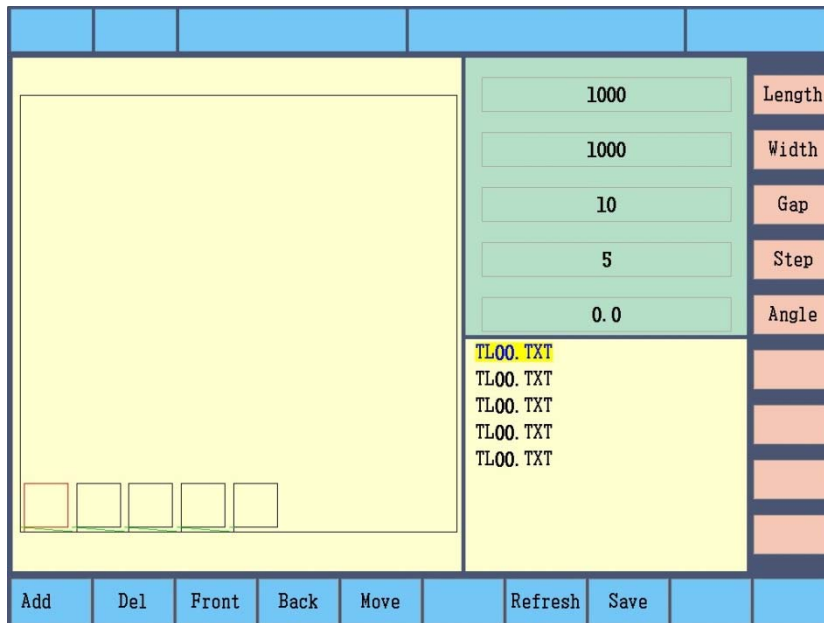 1000
Length
1000
Width
10
Gap
5
Step
0.0
Angle
TL00.TXT
TL00.TXT
TL00.TXT
TL00.TXT
TL00.TXT
Add Del Front Back Move Refresh Save